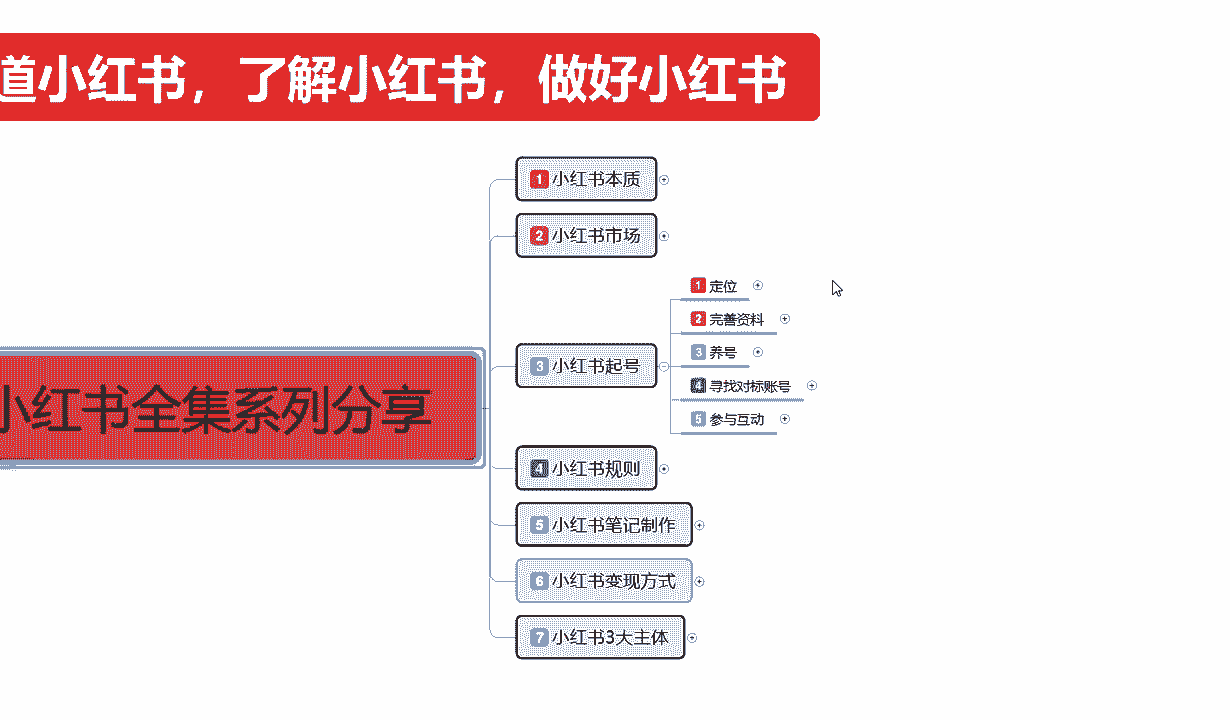 道小红书，了解小红书，做好小红书
1 小红书本质
2 小红书市场
3 小红书起号
1 定位
2 完善资料
3 养号
4 寻找对标账号
5 参与互动
小红书全集系列分享
4 小红书规则
5 小红书笔记制作
6 小红书变现方式
7 小红书3大主体